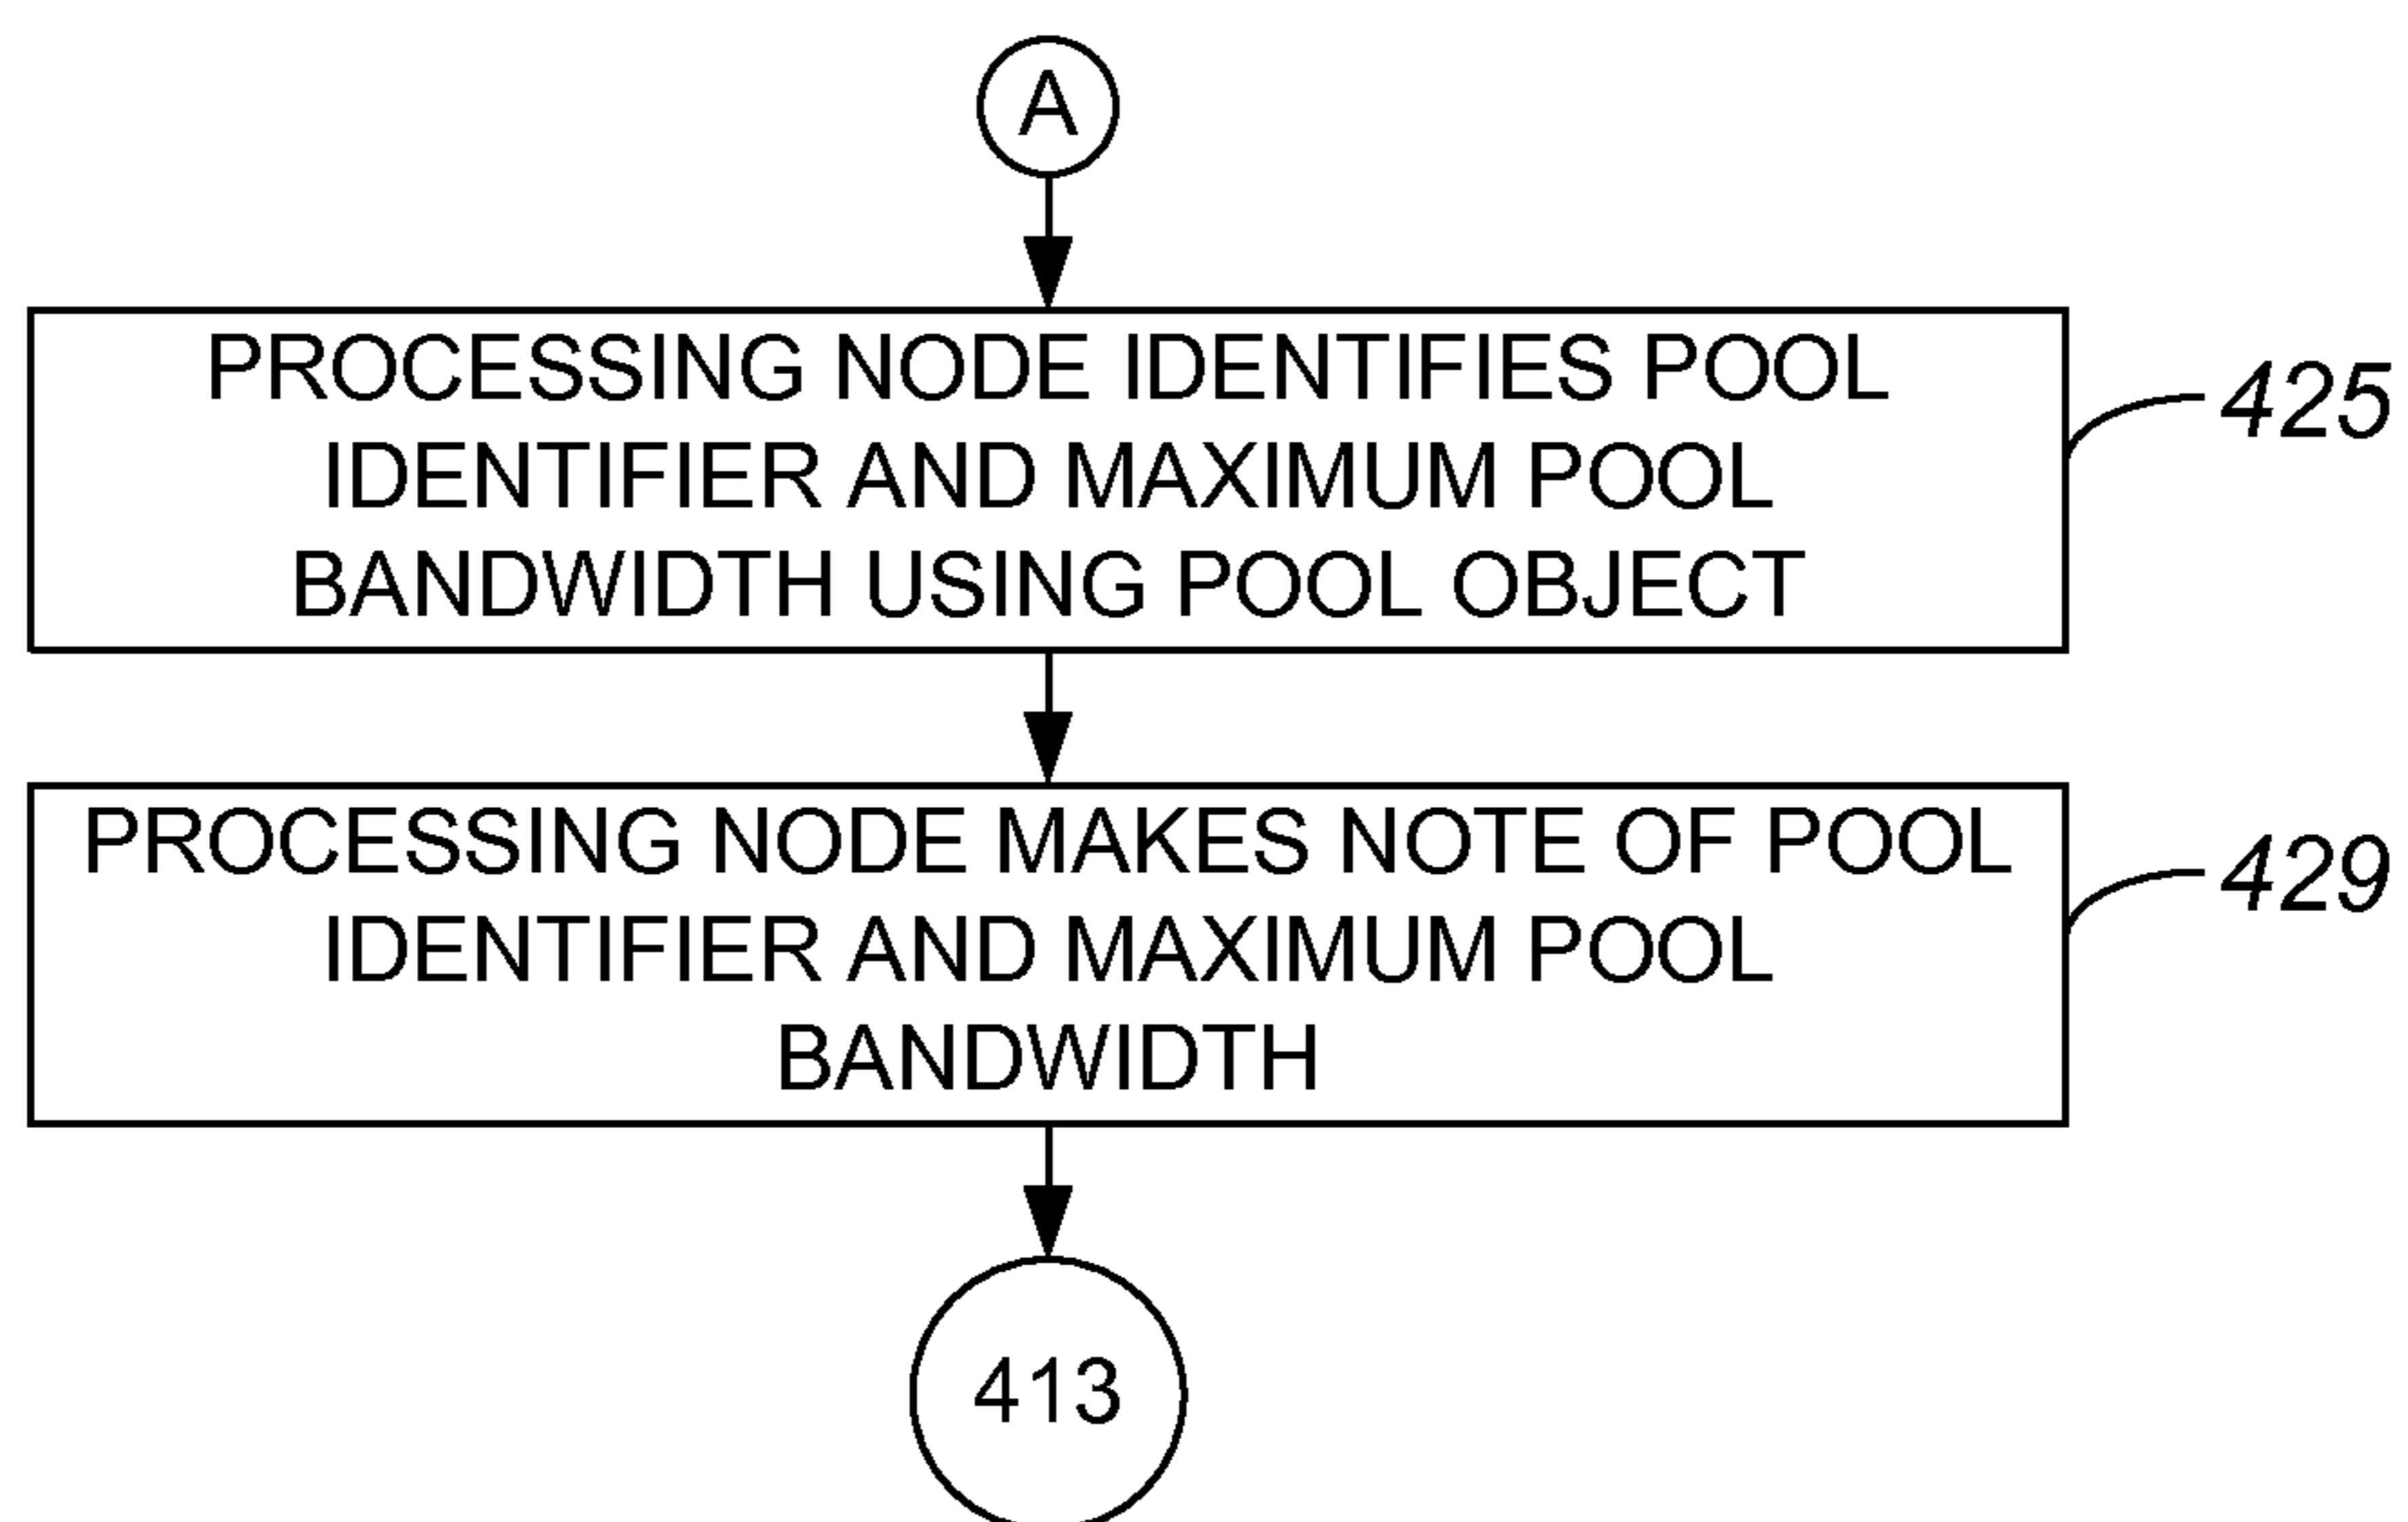 A
PROCESSING NODE IDENTIFIES POOL
IDENTIFIER AND MAXIMUM POOL
BANDWIDTH USING POOL OBJECT
425
PROCESSING NODE MAKES NOTE OF POOL
IDENTIFIER AND MAXIMUM POOL
BANDWIDTH
429
413